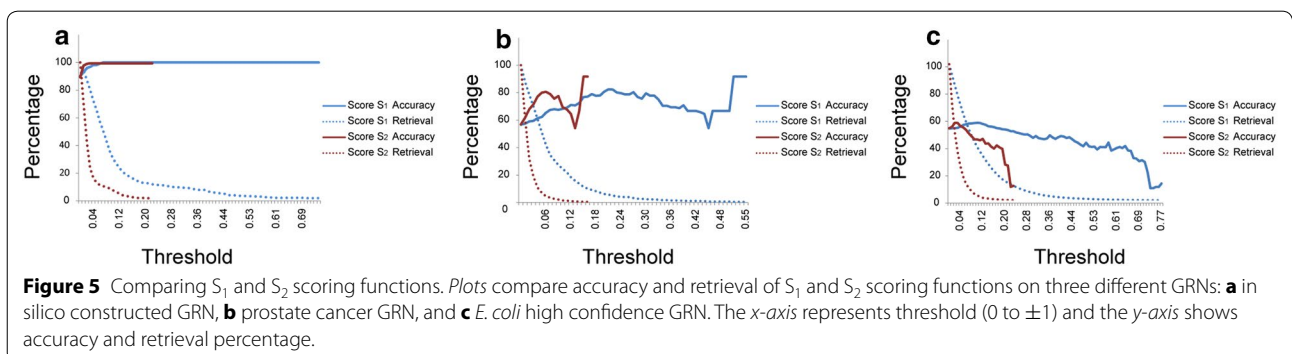 a
Percentage
120
100
80
60
40
20
0
0.04
0.12
0.20
0.28
0.36
0.44
0.53
0.61
0.69
Threshold
Score S1 Accuracy
Score S1 Retrieval
Score S2 Accuracy
Score S2 Retrieval
b
Percentage
120
100
80
60
40
20
0
0.06
0.12
0.18
0.24
0.30
0.36
0.42
0.48
0.55
Threshold
Score S1 Accuracy
Score S1 Retrieval
Score S2 Accuracy
Score S2 Retrieval
c
Percentage
120
100
80
60
40
20
0
0.04
0.12
0.20
0.28
0.36
0.44
0.53
0.61
0.69
0.77
Threshold
Score S1 Accuracy
Score S1 Retrieval
Score S2 Accuracy
Score S2 Retrieval
Figure 5 Comparing S1 and S2 scoring functions. Plots compare accuracy and retrieval of S1 and S2 scoring functions on three different GRNs: a in
silico constructed GRN, b prostate cancer GRN, and c E. coli high confidence GRN. The x-axis represents threshold (0 to ±1) and the y-axis shows
accuracy and retrieval percentage.